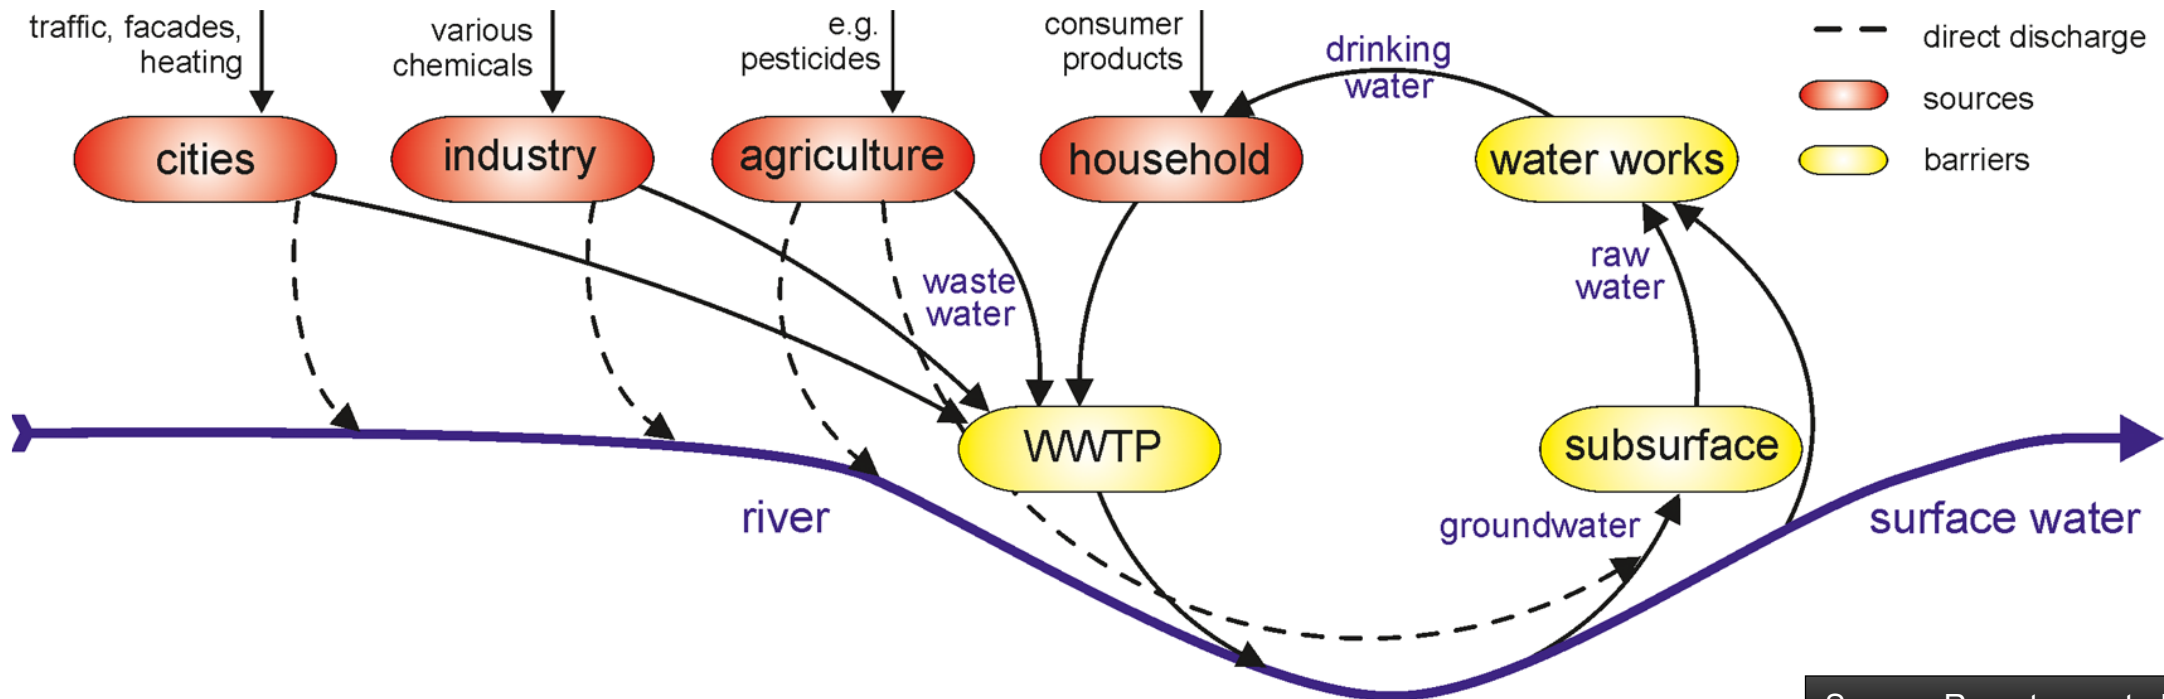 traffic, facades,
heating
various
chemicals
e.g.
pesticides
consumer
products
drinking
water
direct discharge
sources
barriers
cities
industry
agriculture
household
water works
waste
water
raw
water
WWTP
subsurface
river
groundwater
surface water